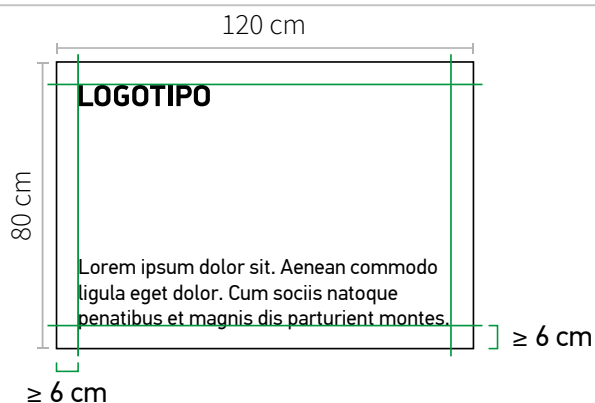 120 cm
LOGOTIPO
80 cm
Lorem ipsum dolor sit. Aenean commodo
ligula eget dolor. Cum sociis natoque
penatibus et magnis dis parturient montes.
≥ 6 cm
≥ 6 cm